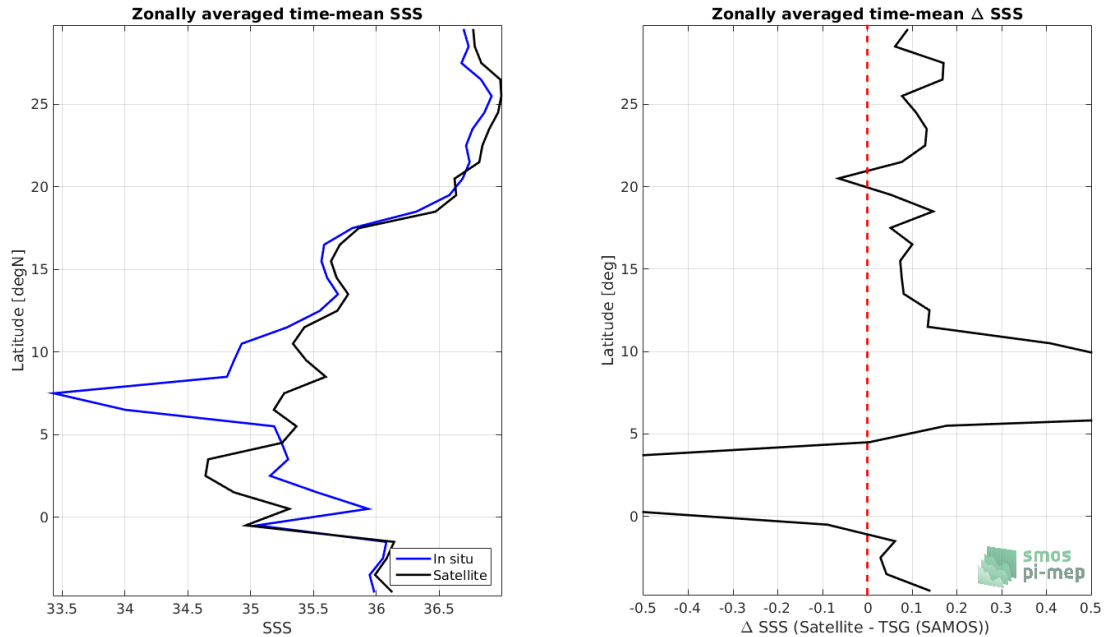 Zonally averaged time-mean SSS
25
20
15
10
5
0
Latitude [degN]
33.5 34 34.5 35 35.5 36 36.5
SSS
In situ
Satellite
Zonally averaged time-mean Δ SSS
25
20
15
10
5
0
Latitude [deg]
-0.5 -0.4 -0.3 -0.2 -0.1 0 0.1 0.2 0.3 0.4 0.5
Δ SSS (Satellite - TSG (SAMOS))
smos
pi-mep